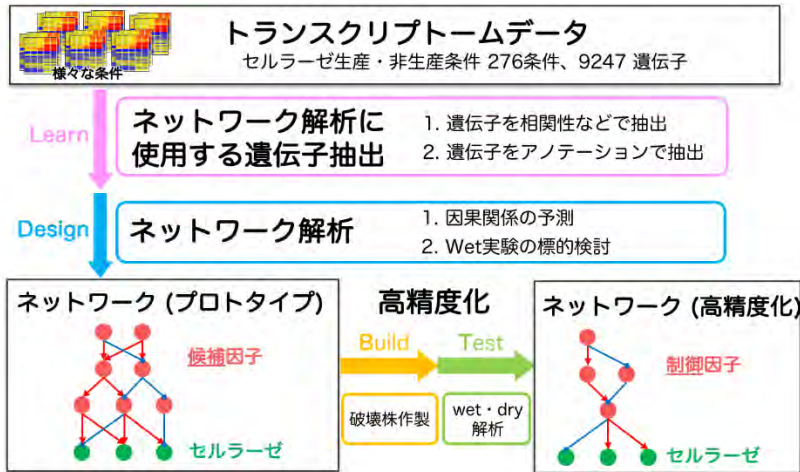 トランスクリプトームデータ
セルラーゼ生産・非生産条件 276条件、9247 遺伝子
様々な条件
Learn
ネットワーク解析に
使用する遺伝子抽出
1. 遺伝子を相関性などで抽出
2. 遺伝子をアノテーションで抽出
Design
ネットワーク解析
1. 因果関係の予測
2. Wet実験の標的検討
ネットワーク (プロトタイプ)
候補因子
セルラーゼ
高精度化
Build
Test
破壊株作製
wet・dry
解析
ネットワーク (高精度化)
制御因子
セルラーゼ